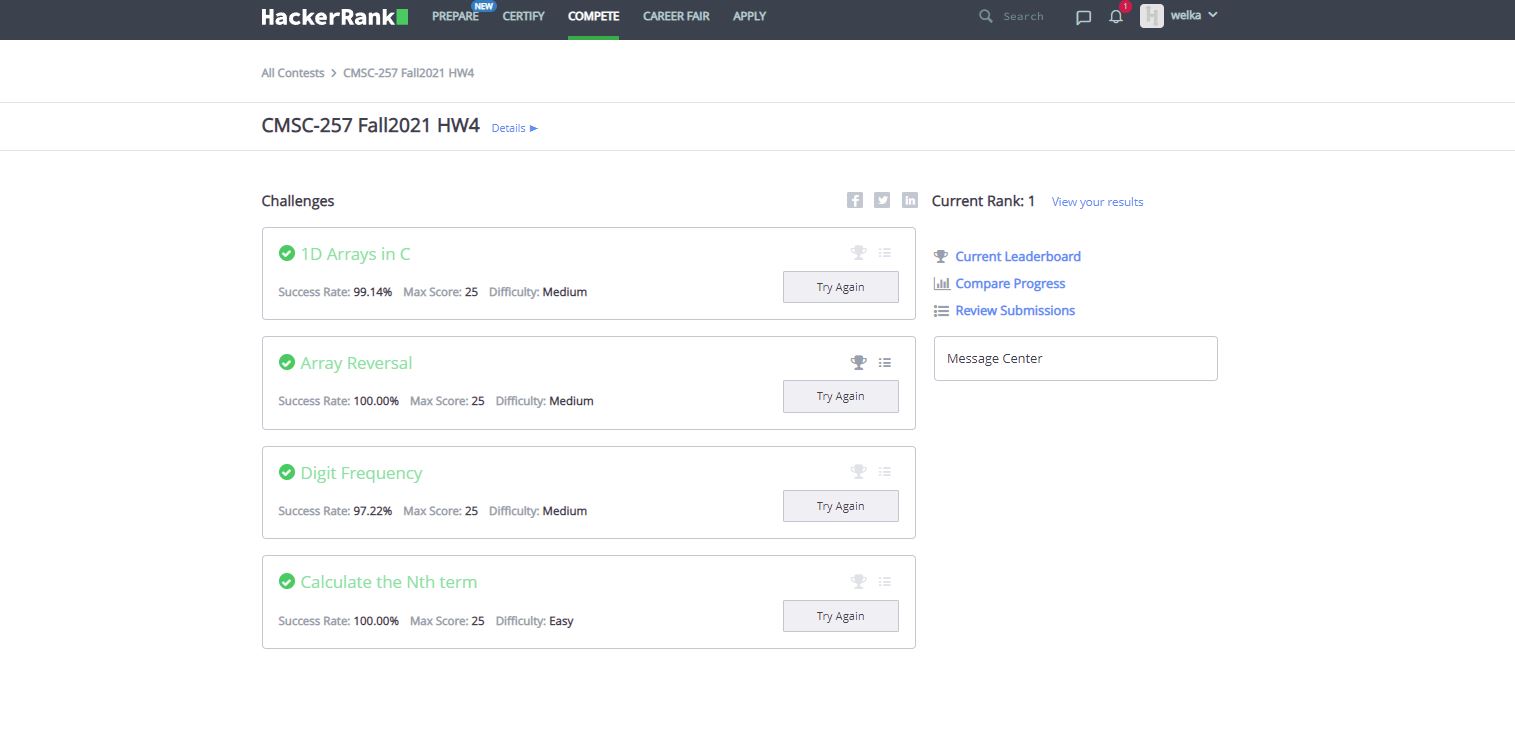 HackerRank PREPARE NEW CERTIFY COMPETE CAREER FAIR APPLY Search 1 H welka
All Contests > CMSC-257 Fall2021 HW4
CMSC-257 Fall2021 HW4 Details ▶
Challenges
Current Rank: 1 View your results
1D Arrays in C
Success Rate: 99.14% Max Score: 25 Difficulty: Medium
Try Again
Array Reversal
Success Rate: 100.00% Max Score: 25 Difficulty: Medium
Try Again
Digit Frequency
Success Rate: 97.22% Max Score: 25 Difficulty: Medium
Try Again
Calculate the Nth term
Success Rate: 100.00% Max Score: 25 Difficulty: Easy
Try Again
Current Leaderboard
Compare Progress
Review Submissions
Message Center